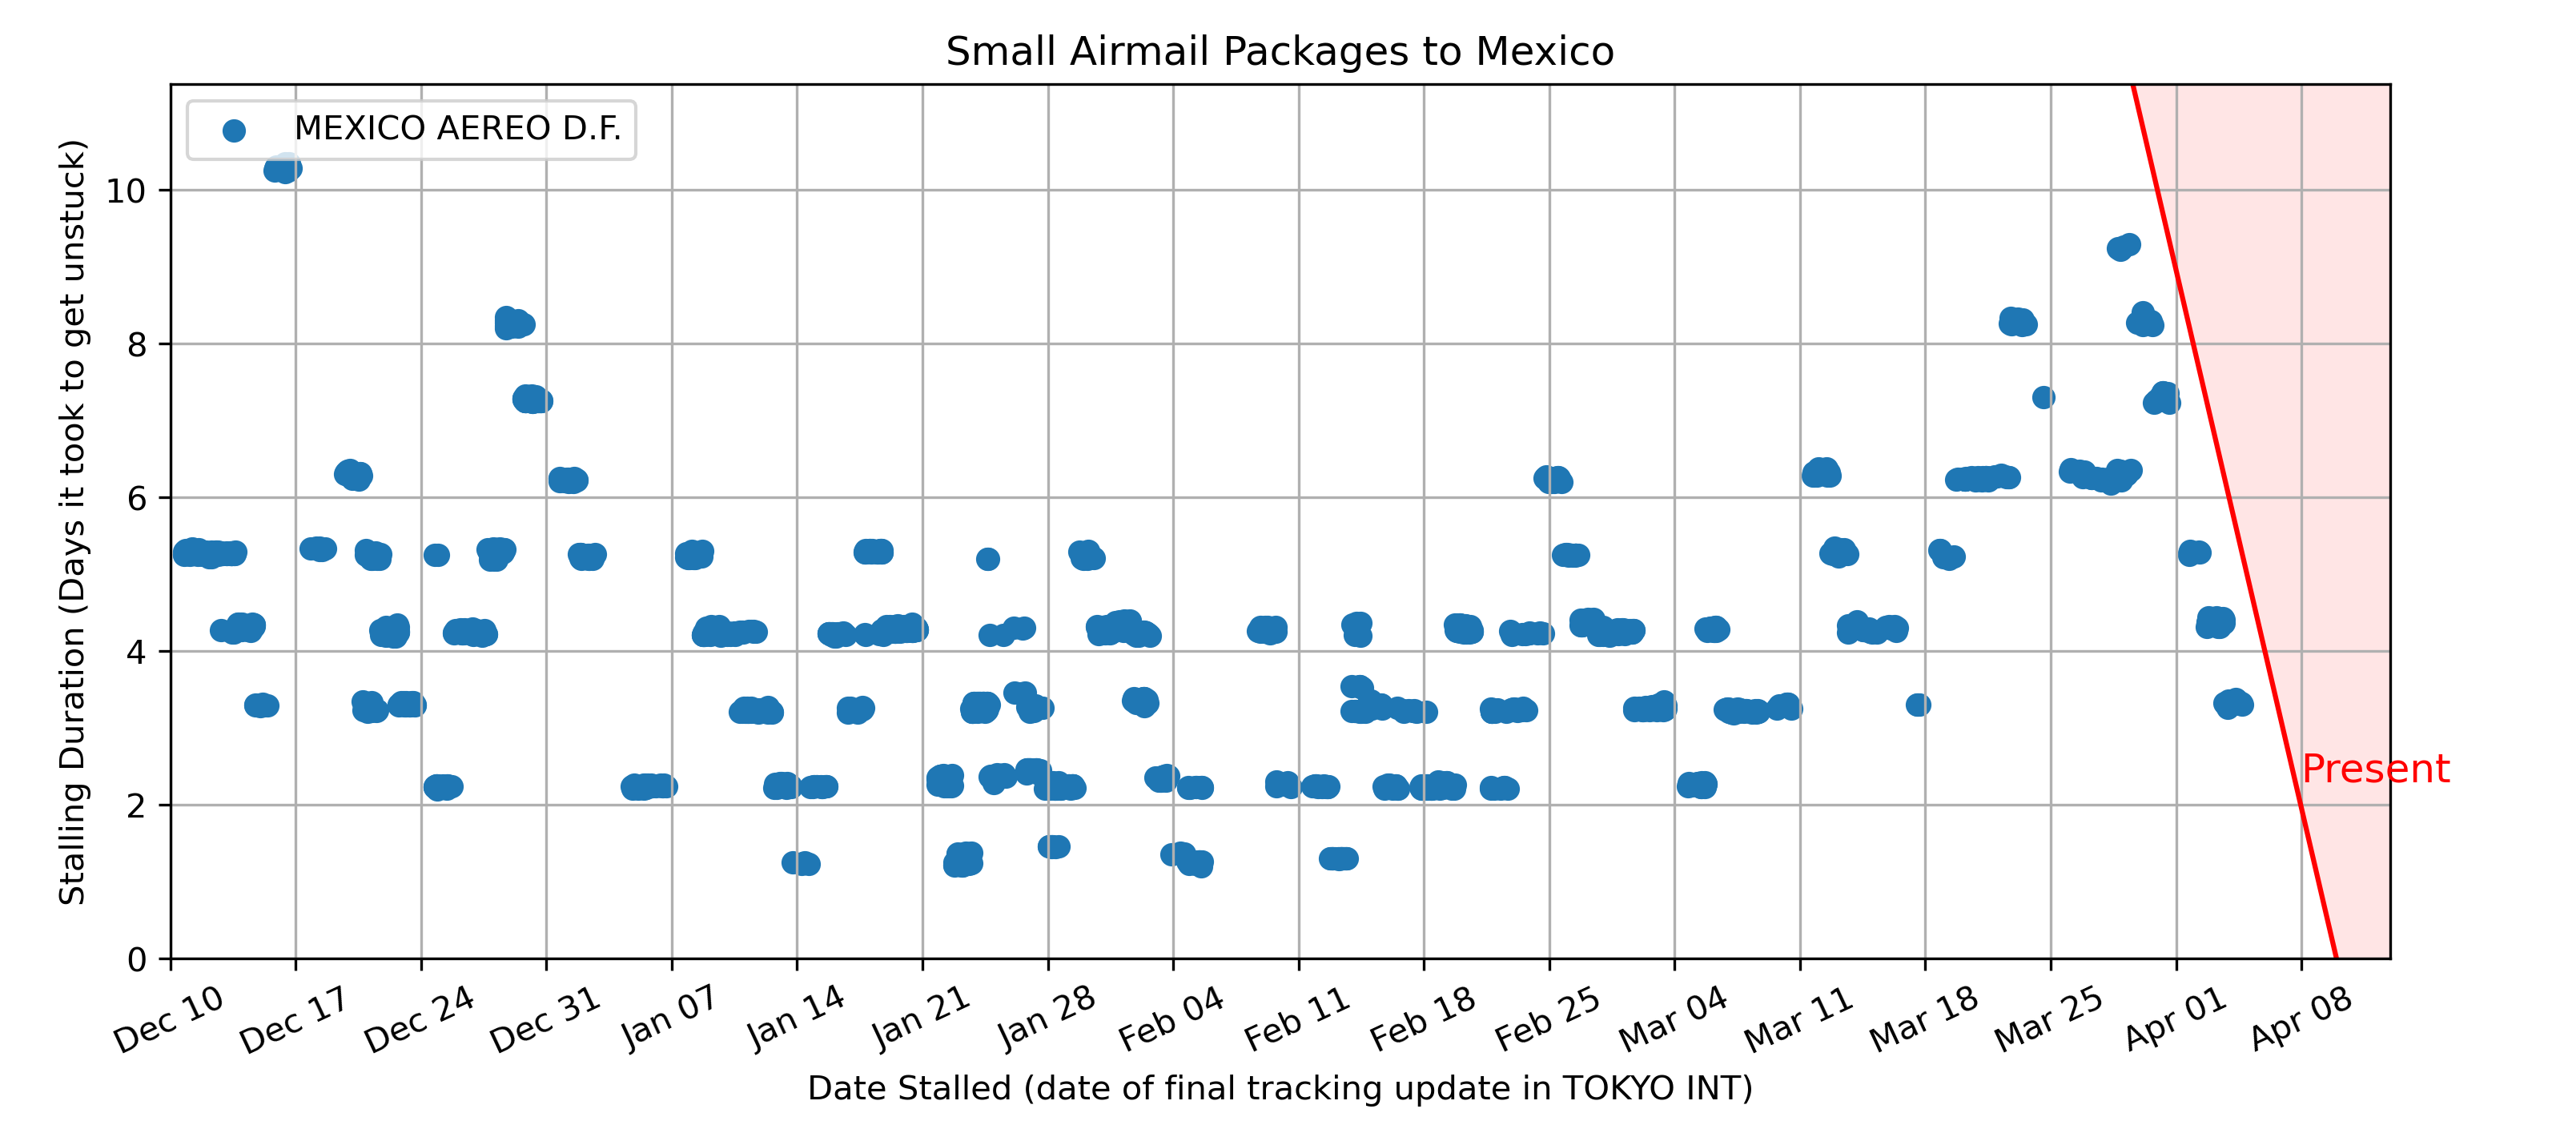 Small Airmail Packages to Mexico
MEXICO AEREO D.F.
Stalling Duration (Days it took to get unstuck)
10
8
6
4
2
0
Present
Dec 10
Dec 17
Dec 24
Dec 31
Jan 07
Jan 14
Jan 21
Jan 28
Feb 04
Feb 11
Feb 18
Feb 25
Mar 04
Mar 11
Mar 18
Mar 25
Apr 01
Apr 08
Date Stalled (date of final tracking update in TOKYO INT)